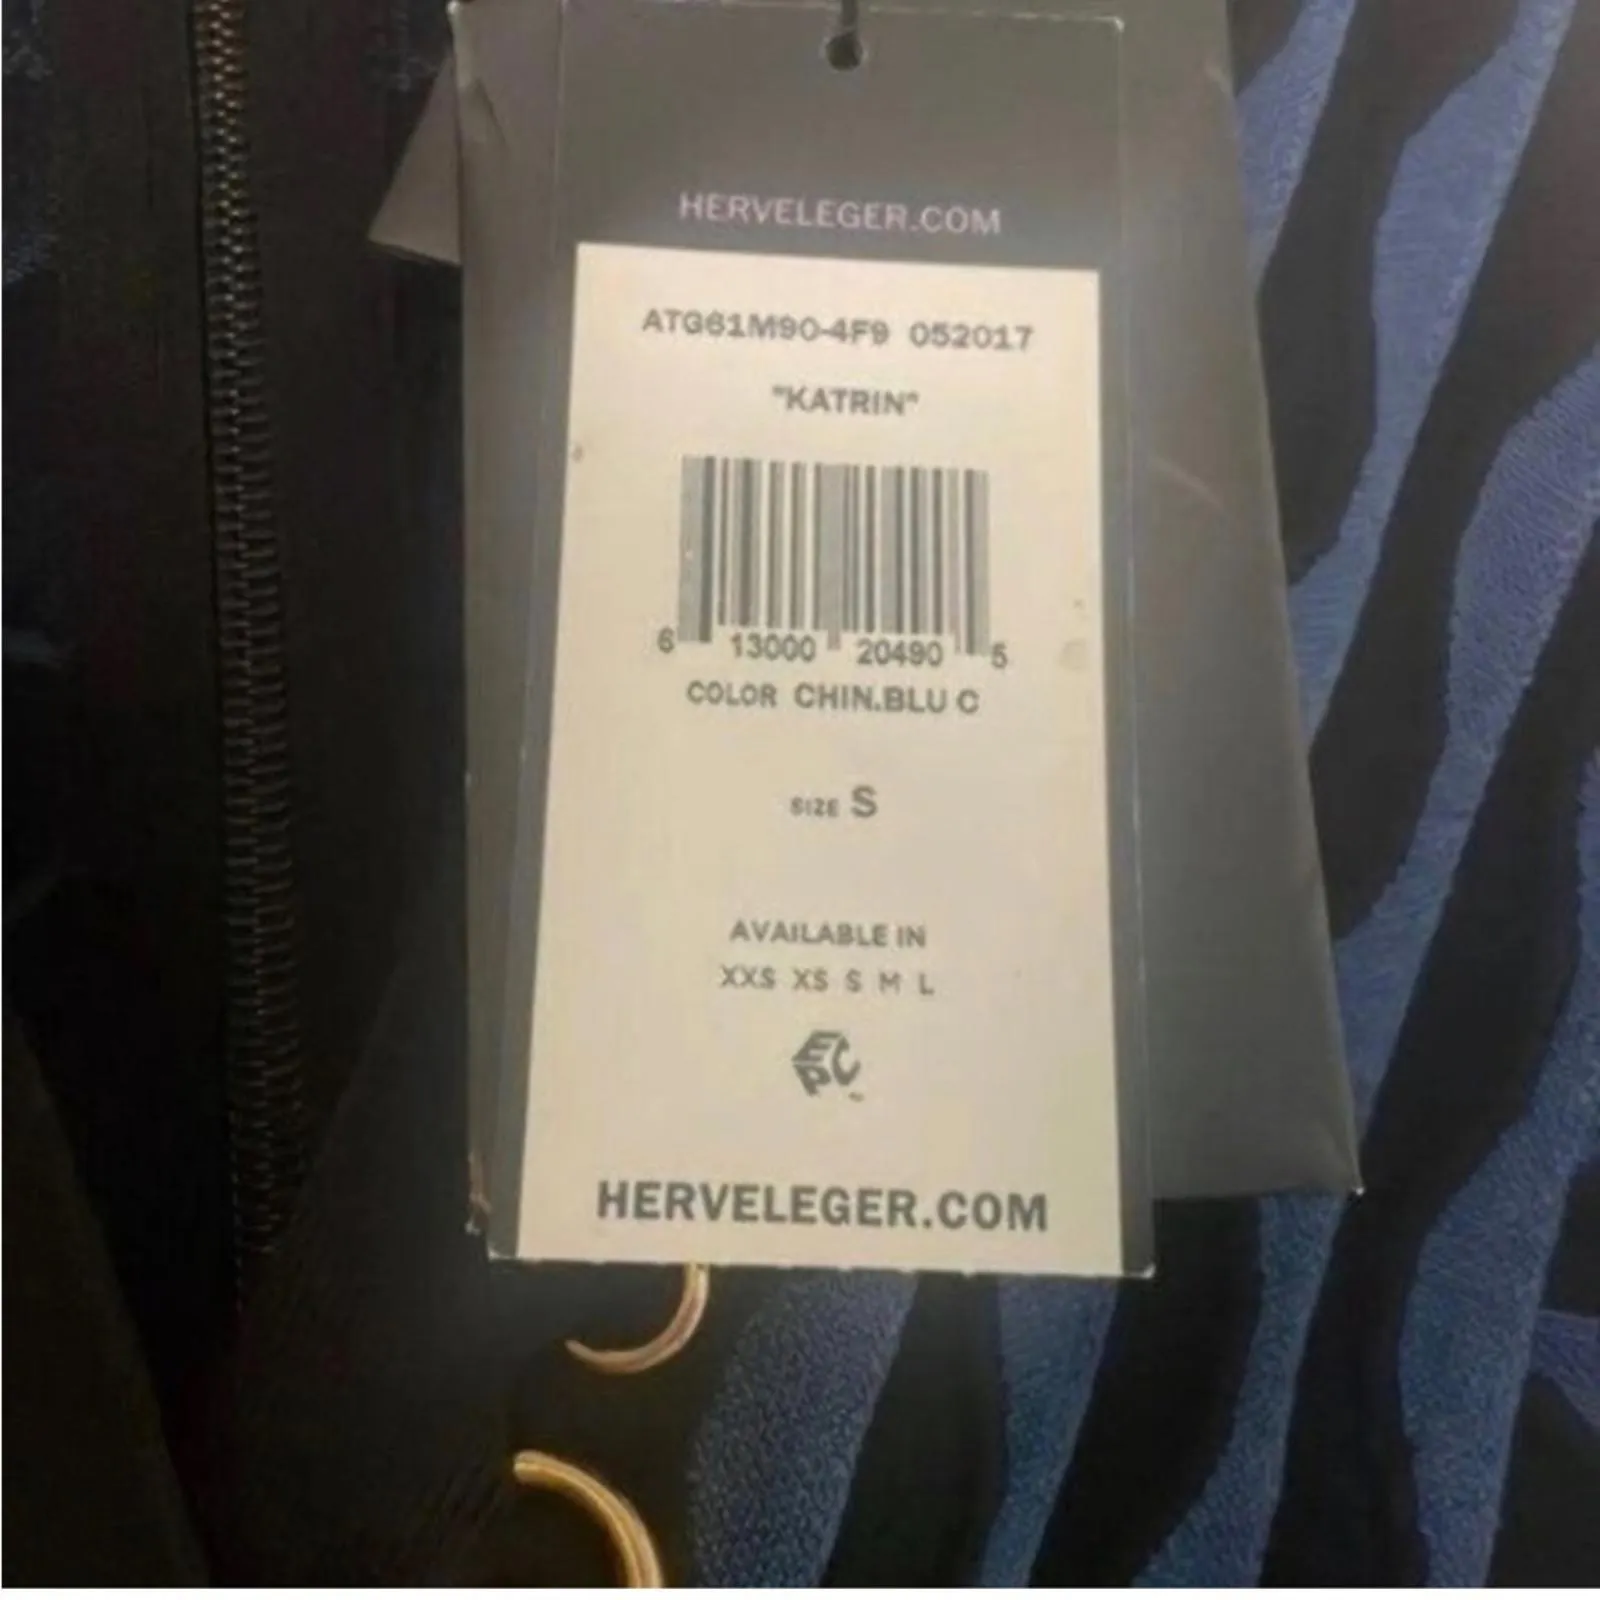 HERVELEGER.COM
ATG61M90-4F9 052017
"KATRIN"
6 13000 20490 5
COLOR CHIN.BLU C
SIZE S
AVAILABLE IN
XXS XS S M L
EPC
HERVELEGER.COM